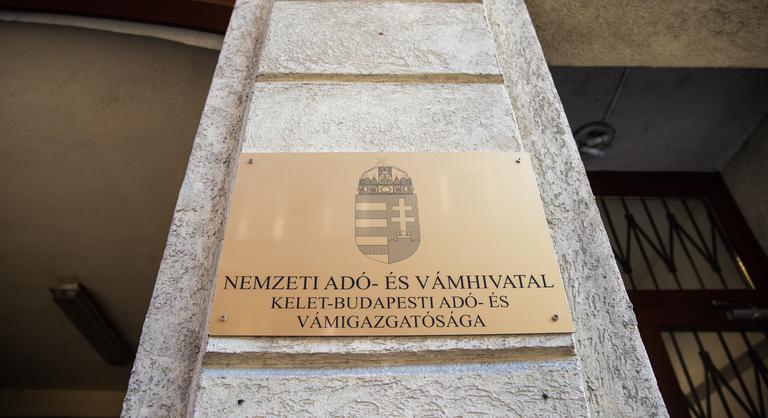 NEMZETI ADÓ- ÉS VÁMHIVATAL
KELET-BUDAPESTI ADÓ- ÉS
VÁMIGAZGATÓSÁGA